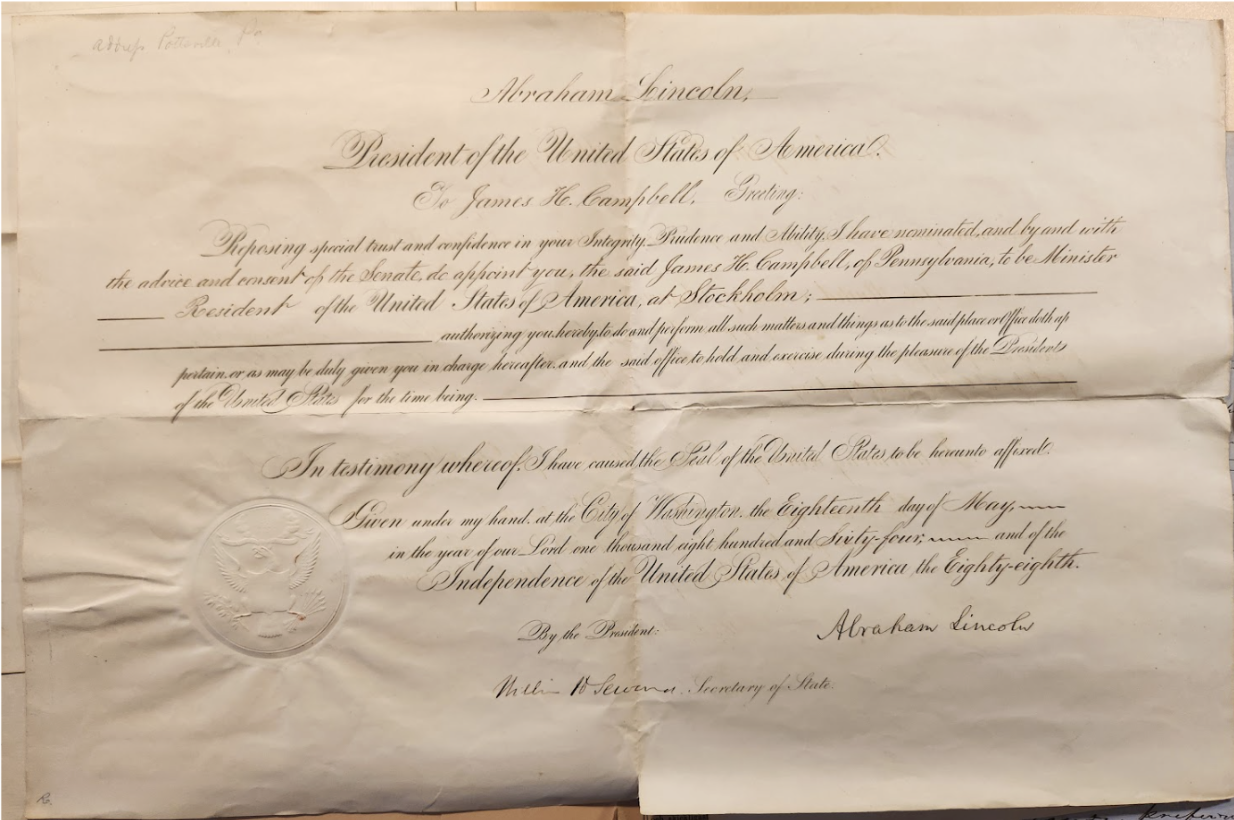 address Pottsville, Pa
Abraham Lincoln,
President of the United States of America.
To James H. Campbell, Greeting:
Reposing special trust and confidence in your Integrity, Prudence and Ability, I have nominated, and by and with
the advice and consent of the Senate, do appoint you, the said James H. Campbell, of Pennsylvania, to be Minister
Resident of the United States of America, at Stockholm;
authorizing you, hereby, to do and perform all such matters and things as to the said place or Office doth ap
pertain, or as may be duly given you in charge hereafter, and the said office to hold and exercise during the pleasure of the President
of the United States for the time being.
In testimony whereof, I have caused the Seal of the United States to be hereunto affixed.
Given under my hand, at the City of Washington, the Eighteenth day of May,
in the year of our Lord one thousand eight hundred and Sixty-four; and of the
Independence of the United States of America, the Eighty-eighth.
Abraham Lincoln
By the President:
William H Seward. Secretary of State.